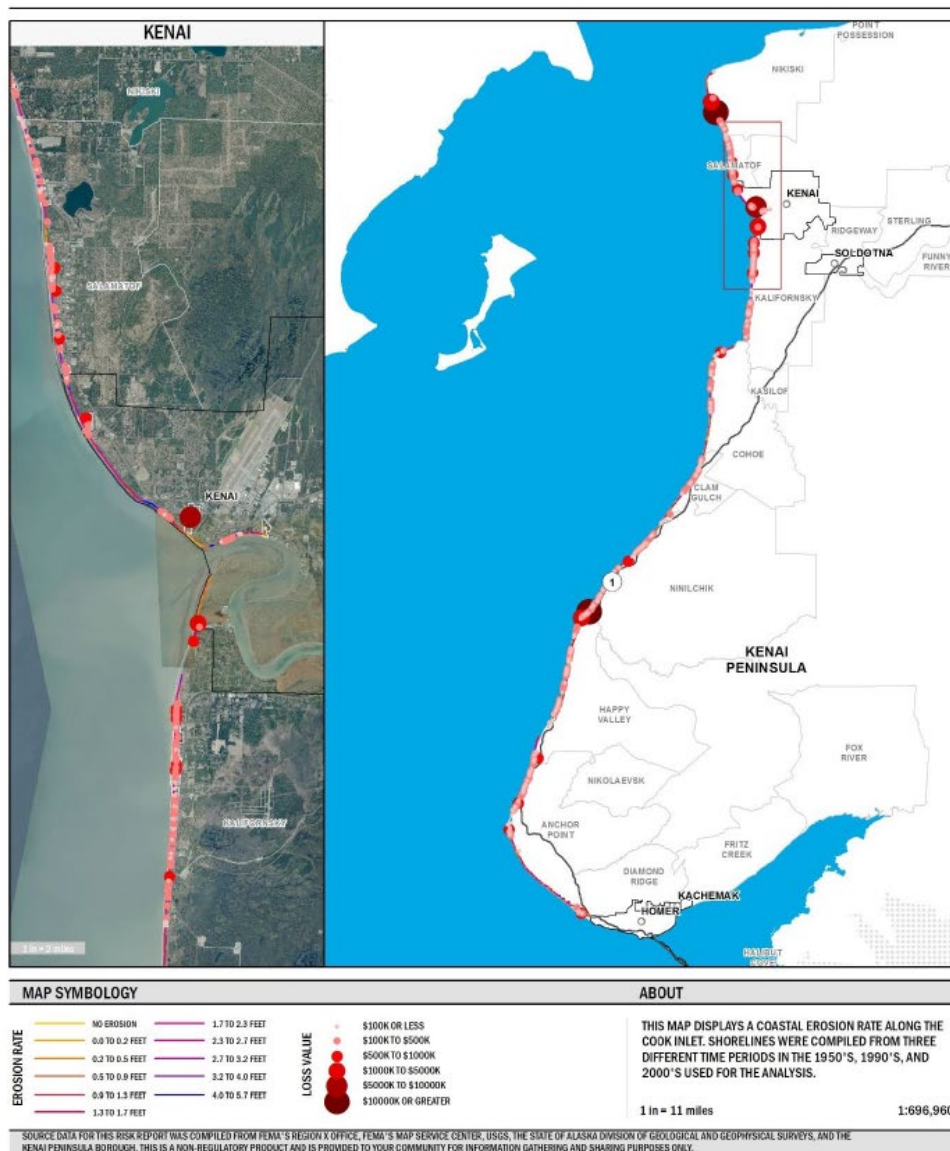 KENAI
NIKISKI
SALAMATOF
KENAI
KALIFORNSKY
1 in = 2 miles
POINT
POSSESSION
NIKISKI
SALAMATOF
KENAI
RIDGEWAY
STERLING
SOLDOTNA
FUNNY
RIVER
KALIFORNSKY
KASILOF
COHOE
CLAM
GULCH
1
NINILCHIK
KENAI
PENINSULA
HAPPY
VALLEY
FOX
RIVER
NIKOLAEVSK
ANCHOR
POINT
FRITZ
CREEK
DIAMOND
RIDGE
KACHEMAK
HOMER
HALIBUT
COVE
MAP SYMBOLOGY
EROSION RATE
NO EROSION
0.0 TO 0.2 FEET
0.2 TO 0.5 FEET
0.5 TO 0.9 FEET
0.9 TO 1.3 FEET
1.3 TO 1.7 FEET
1.7 TO 2.3 FEET
2.3 TO 2.7 FEET
2.7 TO 3.2 FEET
3.2 TO 4.0 FEET
4.0 TO 5.7 FEET
LOSS VALUE
$100K OR LESS
$100K TO $500K
$500K TO $1000K
$1000K TO $5000K
$5000K TO $10000K
$10000K OR GREATER
ABOUT
THIS MAP DISPLAYS A COASTAL EROSION RATE ALONG THE
COOK INLET. SHORELINES WERE COMPILED FROM THREE
DIFFERENT TIME PERIODS IN THE 1950'S, 1990'S, AND
2000'S USED FOR THE ANALYSIS.
1 in = 11 miles
1:696,960
SOURCE DATA FOR THIS RISK REPORT WAS COMPILED FROM FEMA'S REGION X OFFICE, FEMA'S MAP SERVICE CENTER, USGS, THE STATE OF ALASKA DIVISION OF GEOLOGICAL AND GEOPHYSICAL SURVEYS, AND THE
KENAI PENINSULA BOROUGH. THIS IS A NON-REGULATORY PRODUCT AND IS PROVIDED TO YOUR COMMUNITY FOR INFORMATION GATHERING AND SHARING PURPOSES ONLY.